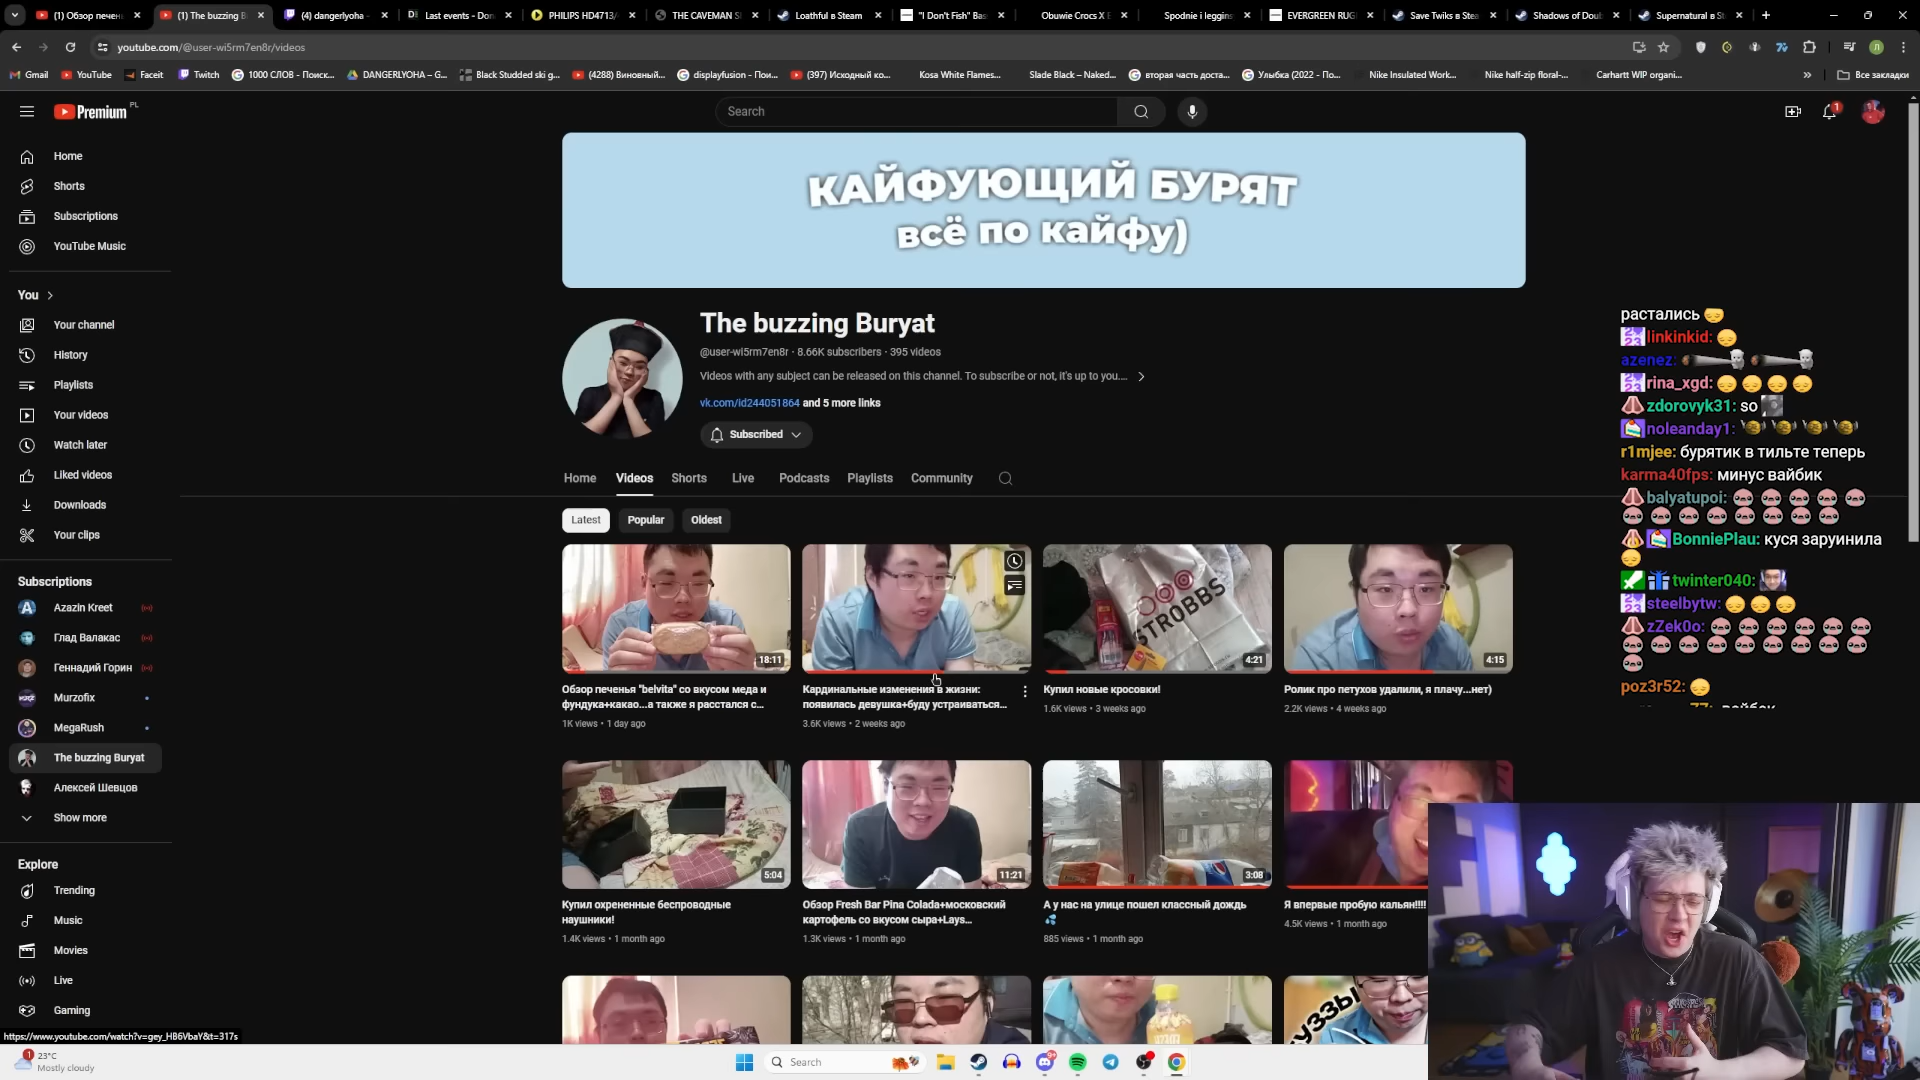 (1) Обзор печен
(1) The buzzing B
(4) dangerlyoha -
Last events - Don
PHILIPS HD4713/
THE CAVEMAN S
Loathful в Steam
"I Don't Fish" Bas
Obuwie Crocs X E
Spodnie i leggins
EVERGREEN RUG
Save Twiks в Stea
Shadows of Doub
Supernatural в St
youtube.com/@user-wi5rm7en8r/videos
Gmail
YouTube
Faceit
Twitch
1000 СЛОВ - Поиск...
DANGERLYOHA – G...
Black Studded ski g...
(4288) Виновный...
displayfusion - Пои...
(397) Исходный ко...
Kosa White Flames...
Slade Black – Naked...
вторая часть доста...
Улыбка (2022 - По...
Nike Insulated Work...
Nike half-zip floral-...
Carhartt WIP organi...
»
Все закладки
Premium PL
Search
1
Home
Shorts
Subscriptions
YouTube Music
You
Your channel
History
Playlists
Your videos
Watch later
Liked videos
Downloads
Your clips
Subscriptions
Azazin Kreet
Глад Валакас
Геннадий Горин
Murzofix
MegaRush
The buzzing Buryat
Алексей Шевцов
Show more
Explore
Trending
Music
Movies
Live
Gaming
КАЙФУЮЩИЙ БУРЯТ
всё по кайфу)
The buzzing Buryat
@user-wi5rm7en8r · 8.66K subscribers · 395 videos
Videos with any subject can be released on this channel. To subscribe or not, it's up to you....
vk.com/id244051864 and 5 more links
Subscribed
Home
Videos
Shorts
Live
Podcasts
Playlists
Community
Latest
Popular
Oldest
18:11
STROBBS
4:21
4:15
Обзор печенья "belvita" со вкусом меда и
фундука+какао...а также я расстался с...
1K views • 1 day ago
Кардинальные изменения в жизни:
появилась девушка+буду устраиваться...
3.6K views • 2 weeks ago
Купил новые кросовки!
1.6K views • 3 weeks ago
Ролик про петухов удалили, я плачу...нет)
2.2K views • 4 weeks ago
5:04
11:21
3:08
Купил охрененные беспроводные
наушники!
1.4K views • 1 month ago
Обзор Fresh Bar Pina Colada+московский
картофель со вкусом сыра+Lays...
1.3K views • 1 month ago
А у нас на улице пошел классный дождь
885 views • 1 month ago
Я впервые пробую кальян!!!!
4.5K views • 1 month ago
растались
linkinkid:
azenez:
rina_xgd:
zdorovyk31: so
noleanday1:
r1mjee: бурятик в тильте теперь
karma40fps: минус вайбик
balyatupoi:
BonniePlau: куся заруинила
twinter040:
steelbytw:
zZek0o:
poz3r52:
https://www.youtube.com/watch?v=gey_HB6VbaY&t=317s
1
23°C
Mostly cloudy
Search